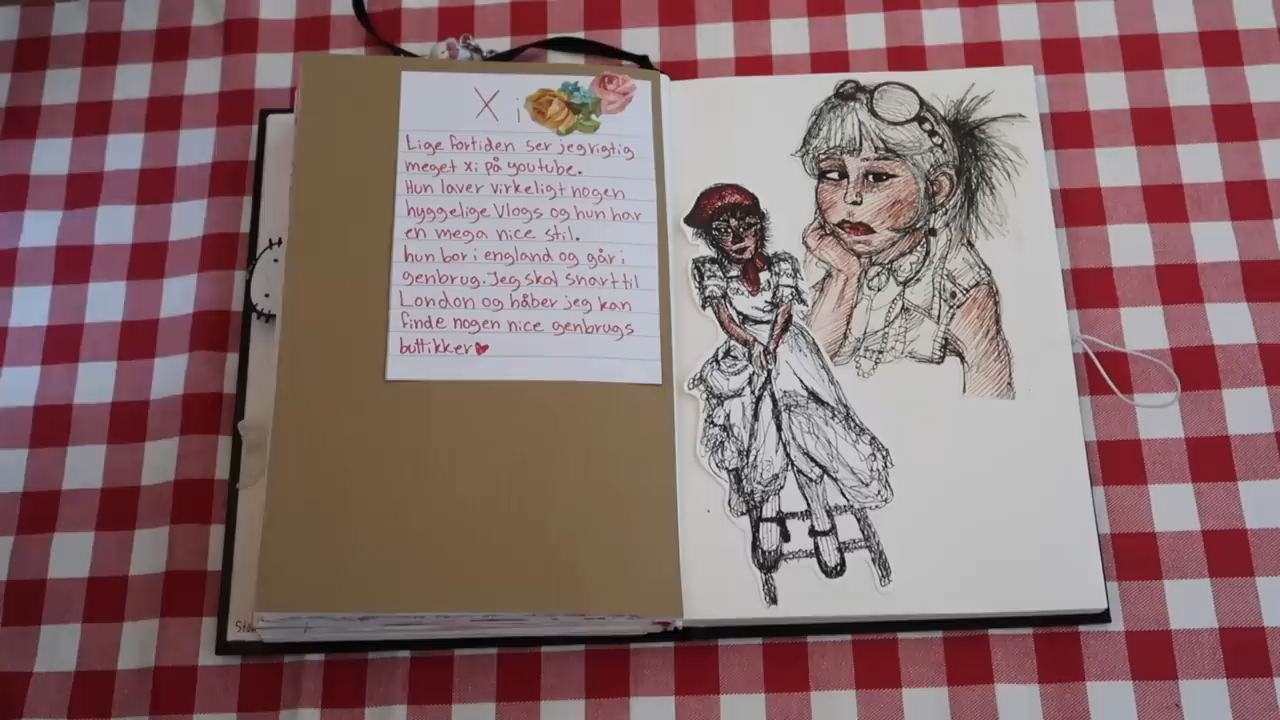 Xi
Lige fortiden ser jeg rigtig
meget xi på youtube.
Hun laver virkeligt nogen
hyggelige Vlogs og hun har
en mega nice stil.
hun bor i england og går i
genbrug. Jeg skal snart til
London og håber jeg kan
finde nogen nice genbrugs
buttikker